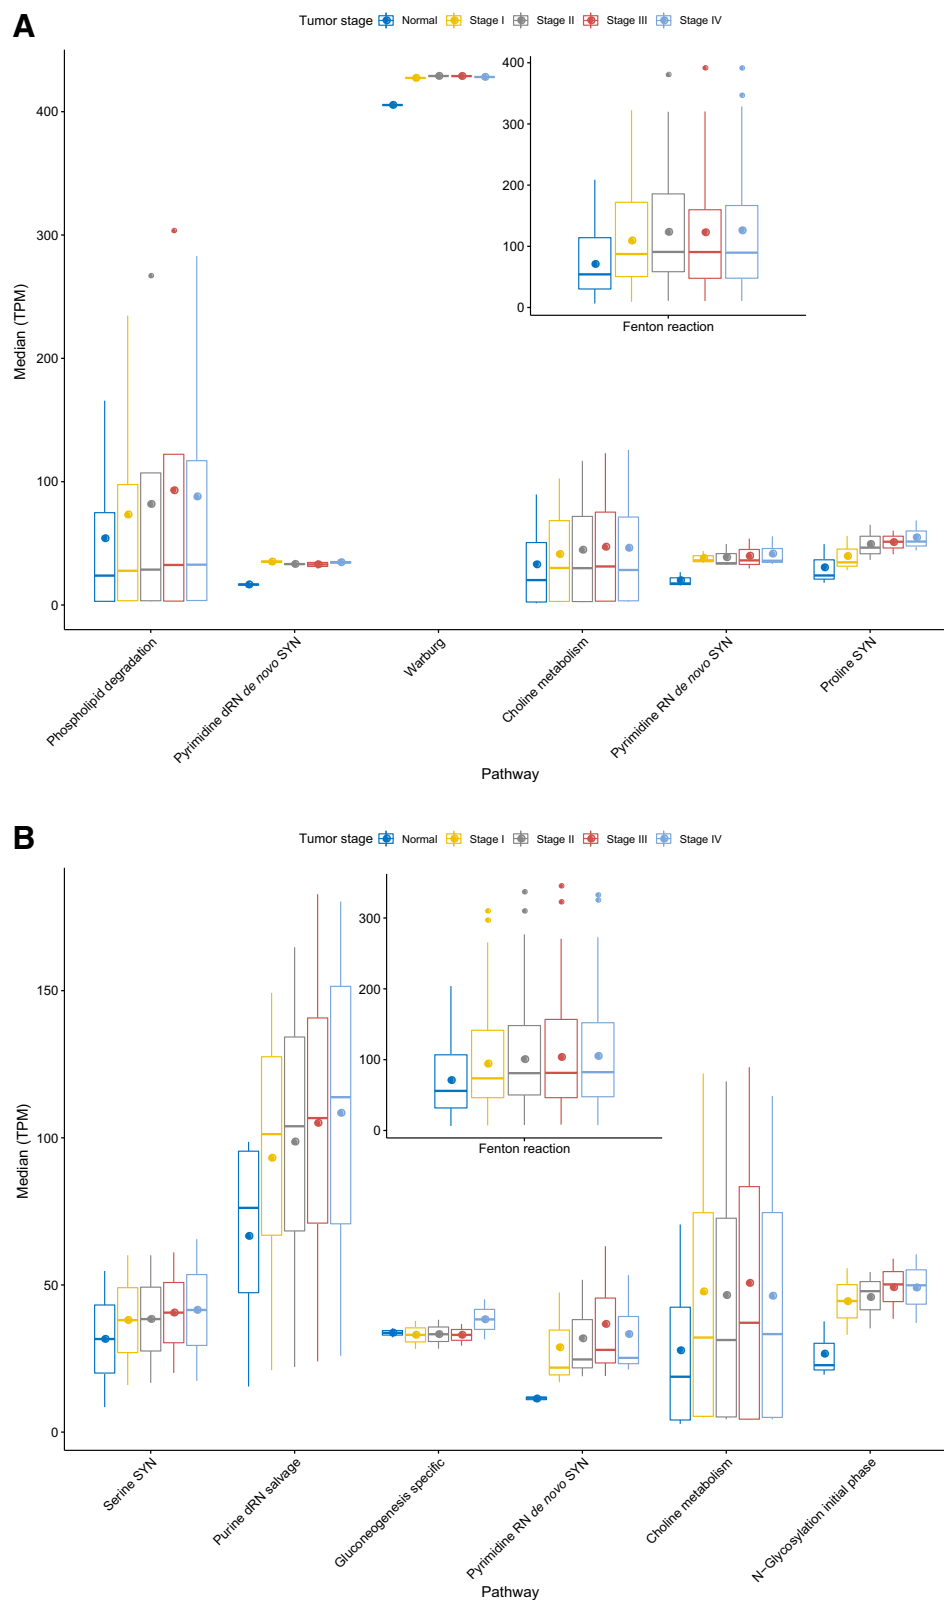 A
Tumor stage Normal Stage I Stage II Stage III Stage IV
Median (TPM)
400
300
200
100
0
400
300
200
100
0
Fenton reaction
Phospholipid degradation
Pyrimidine dRN de novo SYN
Warburg
Choline metabolism
Pyrimidine RN de novo SYN
Proline SYN
Pathway
B
Tumor stage Normal Stage I Stage II Stage III Stage IV
Median (TPM)
150
100
50
0
300
200
100
0
Fenton reaction
Serine SYN
Purine dRN salvage
Gluconeogenesis specific
Pyrimidine RN de novo SYN
Choline metabolism
N−Glycosylation initial phase
Pathway